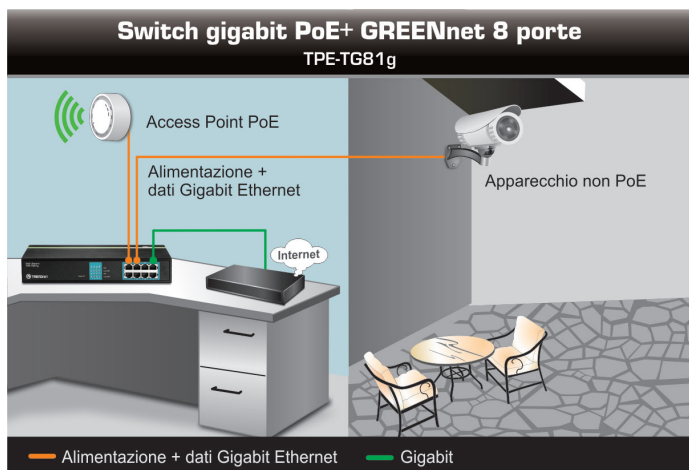 Switch gigabit PoE+ GREENnet 8 porte
TPE-TG81g
Access Point PoE
Alimentazione +
dati Gigabit Ethernet
Apparecchio non PoE
Internet
TRENDnet
Alimentazione + dati Gigabit Ethernet
Gigabit